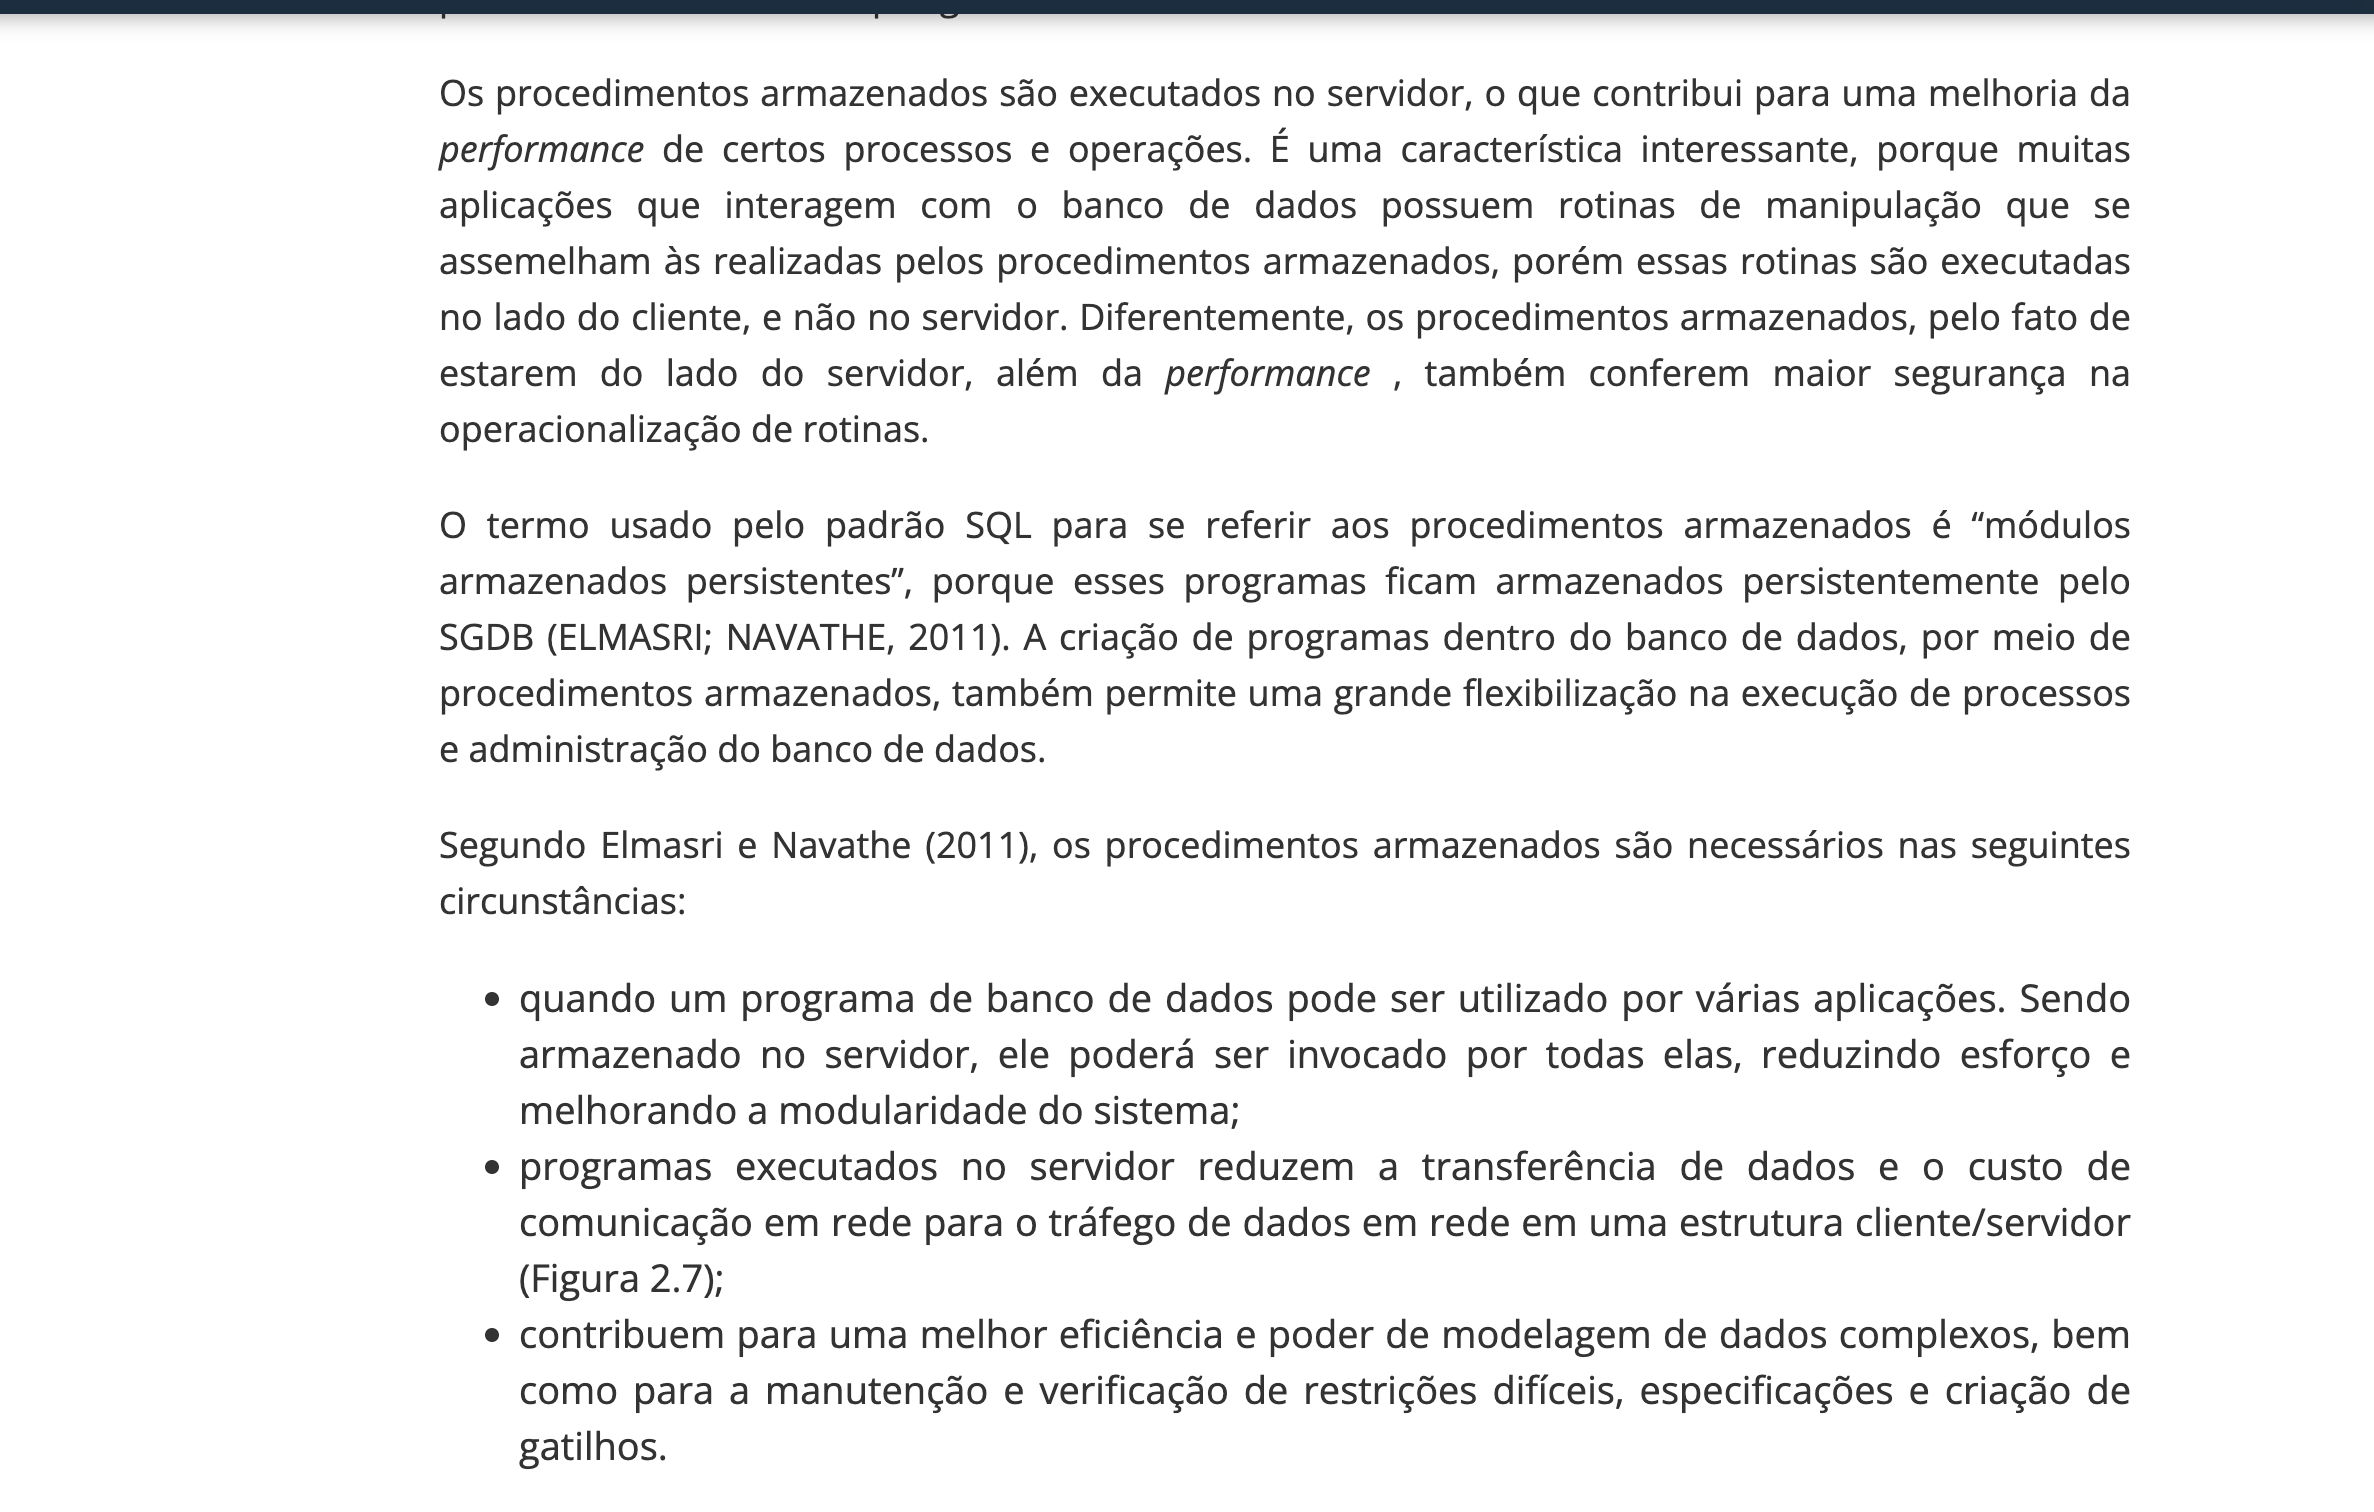 Os procedimentos armazenados são executados no servidor, o que contribui para uma melhoria da
performance de certos processos e operações. É uma característica interessante, porque muitas
aplicações que interagem com o banco de dados possuem rotinas de manipulação que se
assemelham às realizadas pelos procedimentos armazenados, porém essas rotinas são executadas
no lado do cliente, e não no servidor. Diferentemente, os procedimentos armazenados, pelo fato de
estarem do lado do servidor, além da performance , também conferem maior segurança na
operacionalização de rotinas.
O termo usado pelo padrão SQL para se referir aos procedimentos armazenados é “módulos
armazenados persistentes”, porque esses programas ficam armazenados persistentemente pelo
SGDB (ELMASRI; NAVATHE, 2011). A criação de programas dentro do banco de dados, por meio de
procedimentos armazenados, também permite uma grande flexibilização na execução de processos
e administração do banco de dados.
Segundo Elmasri e Navathe (2011), os procedimentos armazenados são necessários nas seguintes
circunstâncias:
• quando um programa de banco de dados pode ser utilizado por várias aplicações. Sendo
armazenado no servidor, ele poderá ser invocado por todas elas, reduzindo esforço e
melhorando a modularidade do sistema;
• programas executados no servidor reduzem a transferência de dados e o custo de
comunicação em rede para o tráfego de dados em rede em uma estrutura cliente/servidor
(Figura 2.7);
• contribuem para uma melhor eficiência e poder de modelagem de dados complexos, bem
como para a manutenção e verificação de restrições difíceis, especificações e criação de
gatilhos.